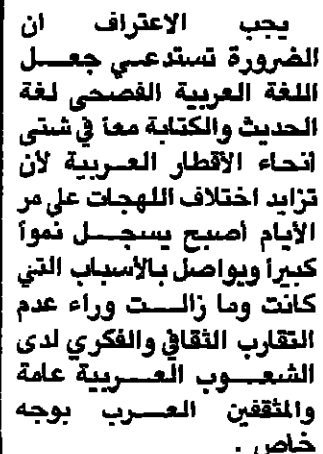 يجب الاعتراف ان
الضرورة تستدعي جعل
اللغة العربية الفصحى لغة
الحديث والكتابة معاً في شتى
أنحاء الأقطار العربية لأن
تزايد اختلاف اللهجات على مر
الأيام أصبح يسجل نمواً
كبيراً ويواصل بالأسباب التي
كانت وما زالت وراء عدم
التقارب الثقافي والفكري لدى
الشعوب العربية عامة
والمثقفين العرب بوجه
خاص .